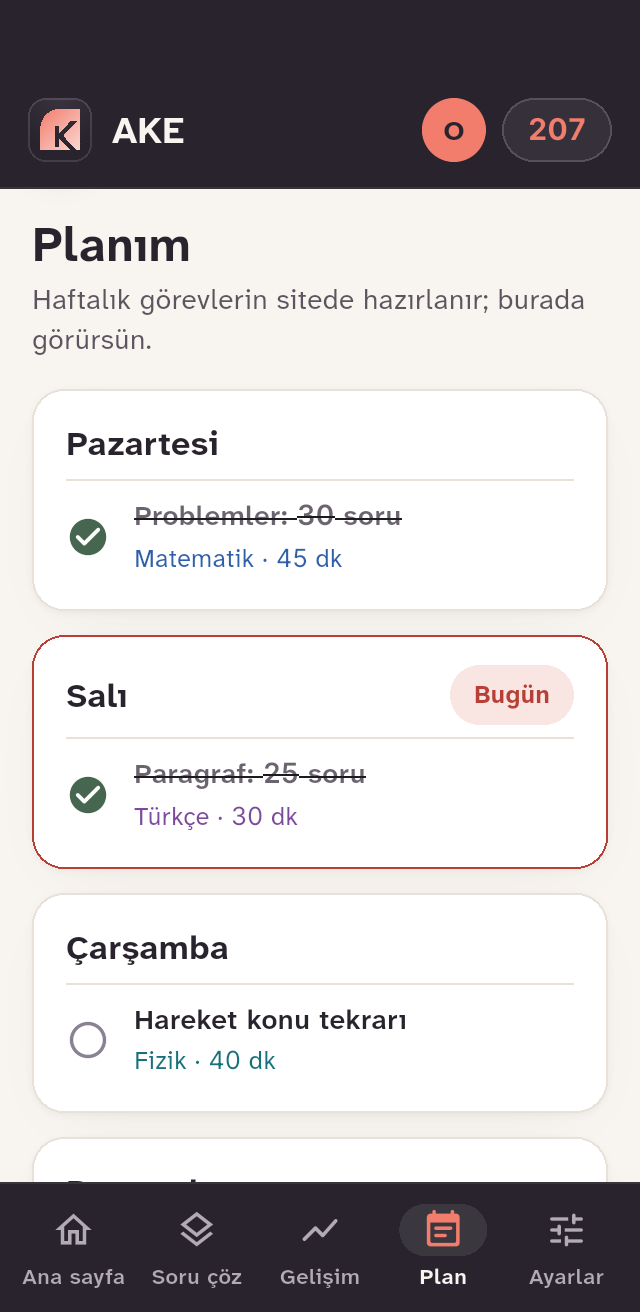 AKE
O
207
Planım
Haftalık görevlerin sitede hazırlanır; burada
görürsün.
Pazartesi
Problemler: 30 soru
Matematik · 45 dk
Salı
Bugün
Paragraf: 25 soru
Türkçe · 30 dk
Çarşamba
Hareket konu tekrarı
Fizik · 40 dk
Ana sayfa
Soru çöz
Gelişim
Plan
Ayarlar